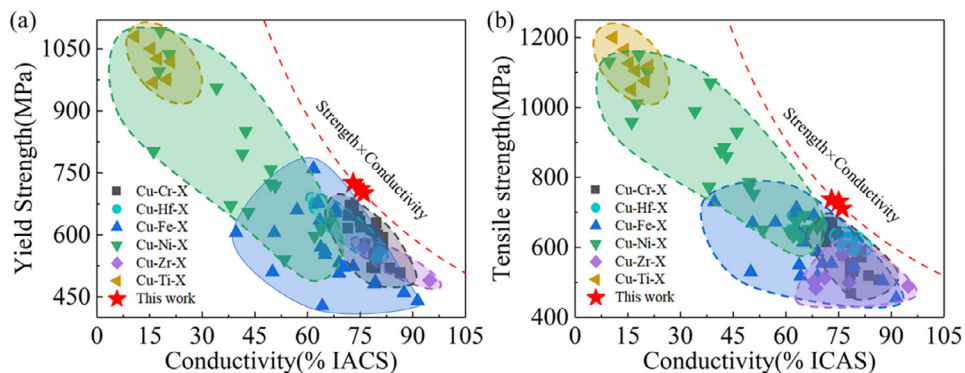 (a)
Yield Strength(MPa)
1050
900
750
600
450
Strength×Conductivity
Cu-Cr-X
Cu-Hf-X
Cu-Fe-X
Cu-Ni-X
Cu-Zr-X
Cu-Ti-X
This work
0 15 30 45 60 75 90 105
Conductivity(% IACS)
(b)
Tensile strength(MPa)
1200
1000
800
600
400
Strength×Conductivity
Cu-Cr-X
Cu-Hf-X
Cu-Fe-X
Cu-Ni-X
Cu-Zr-X
Cu-Ti-X
This work
0 15 30 45 60 75 90 105
Conductivity(% ICAS)